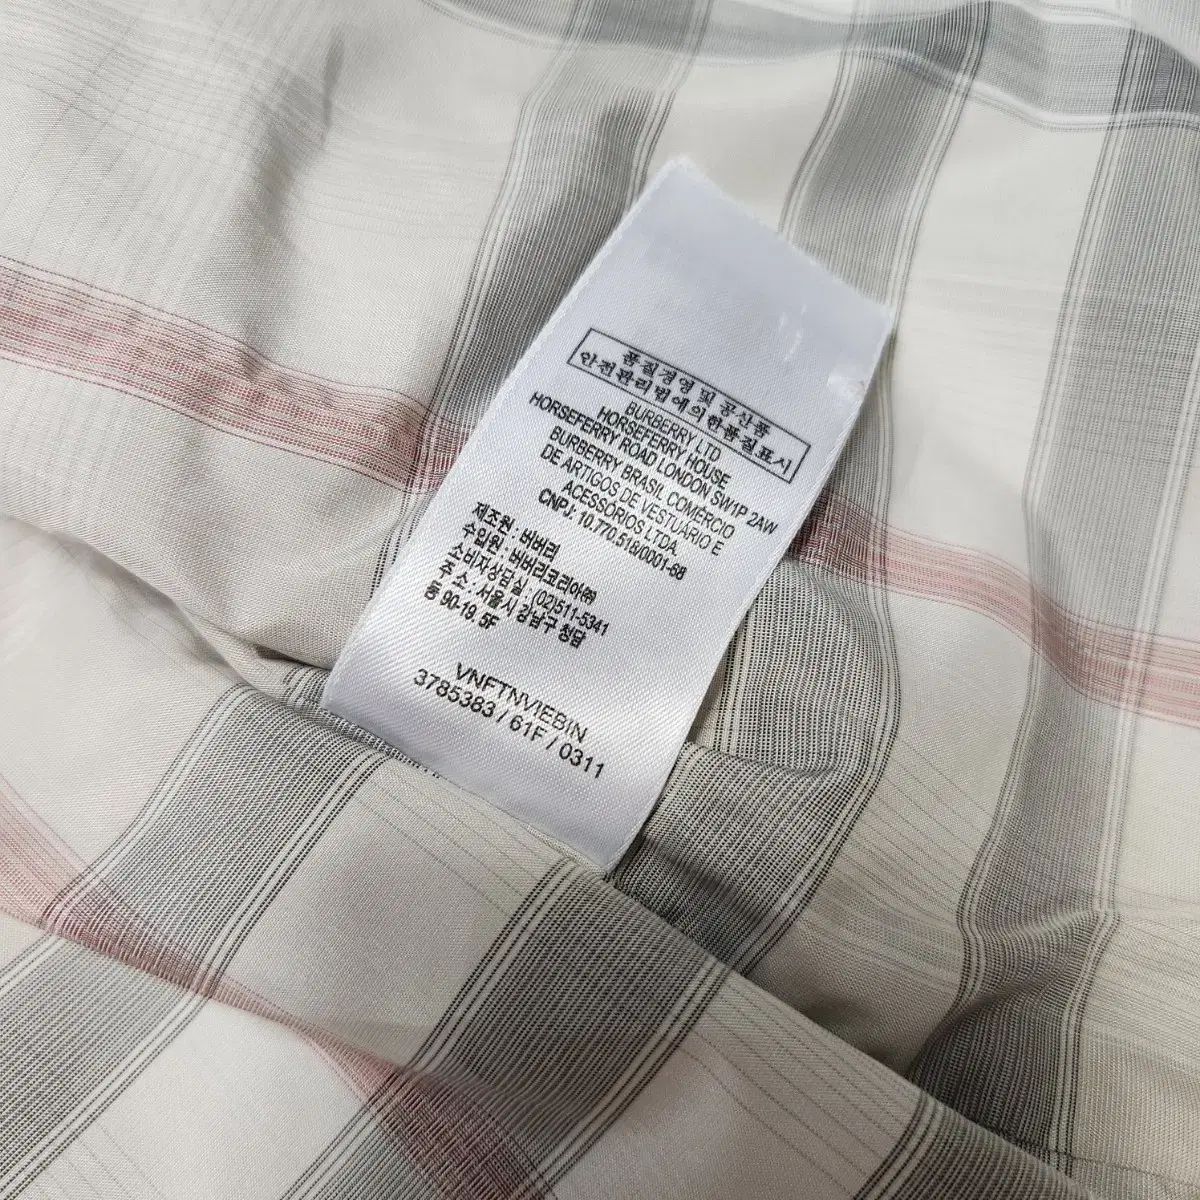 품질경영 및 공산품
안전관리법에의한품질표시
BURBERRY LTD
HORSEFERRY HOUSE
HORSEFERRY ROAD LONDON SW1P 2AW
BURBERRY BRASIL COMÉRCIO
DE ARTIGOS DE VESTUÁRIO E
ACESSÓRIOS LTDA.
CNPJ: 10.770.518/0001-68
제조원 : 버버리
수입원 : 버버리코리아㈜
소비자상담실 : (02)511-5341
주 소 : 서울시 강남구 청담
동 90-18. 5F
VNFTNVIEBIN
3785383 / 61F / 0311